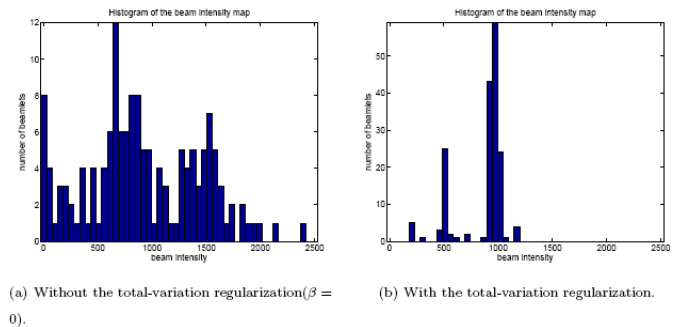 Histogram of the beam intensity map
number of beamlets
12
10
8
6
4
2
0
0 500 1000 1500 2000 2500
beam intensity
(a) Without the total-variation regularization(β =
0).
Histogram of the beam intensity map
number of beamlets
50
40
30
20
10
0
0 500 1000 1500 2000 2500
beam intensity
(b) With the total-variation regularization.